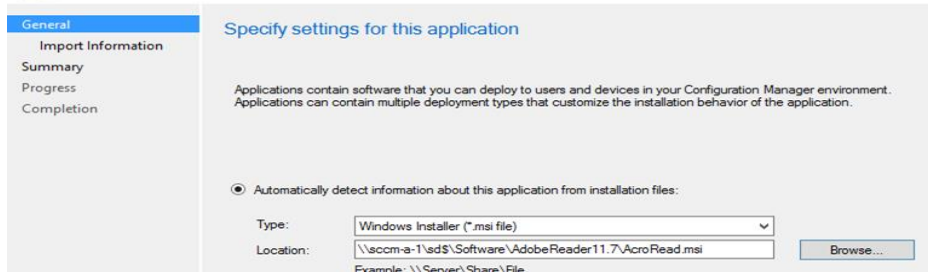 General
Import Information
Summary
Progress
Completion
Specify settings for this application
Applications contain software that you can deploy to users and devices in your Configuration Manager environment.
Applications can contain multiple deployment types that customize the installation behavior of the application.
Automatically detect information about this application from installation files:
Type: Windows Installer (*.msi file)
Location: \\sccm-a-1\sd$\Software\AdobeReader11.7\AcroRead.msi Browse...
Example: \\Server\Share\File